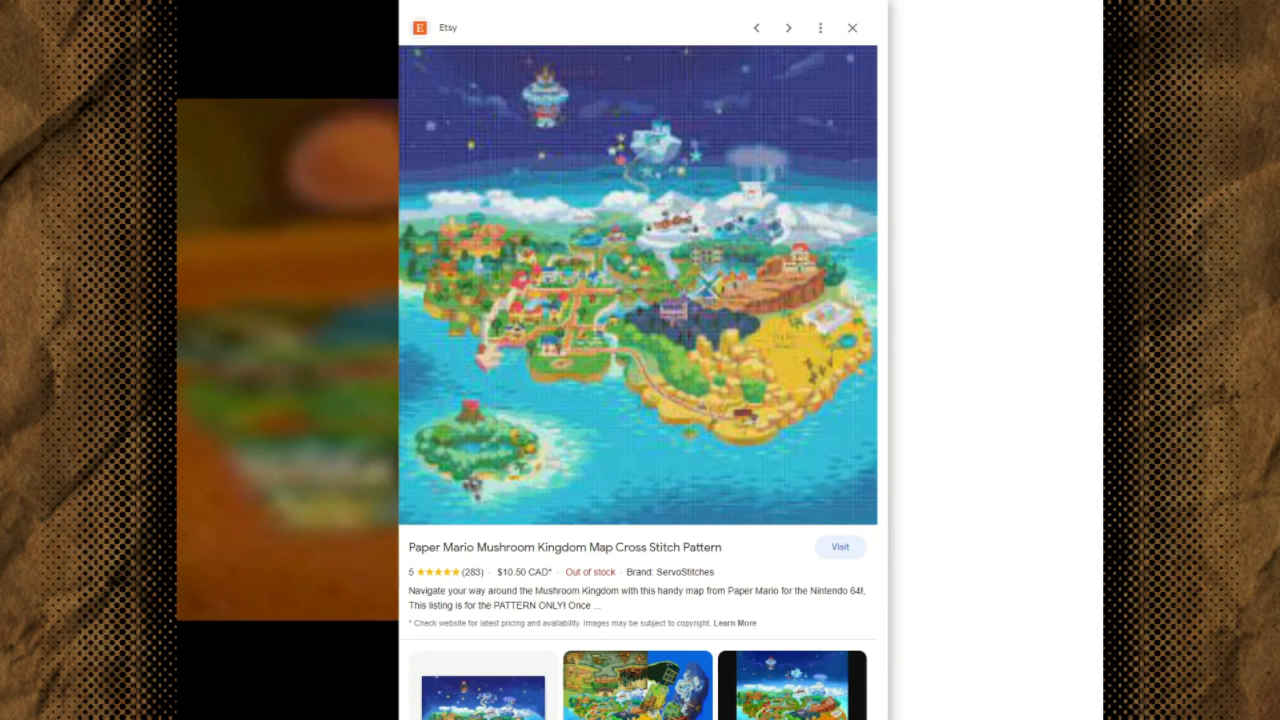 Etsy
Paper Mario Mushroom Kingdom Map Cross Stitch Pattern
Visit
5 ★★★★★ (283) · $10.50 CAD* · Out of stock · Brand: ServoStitches
Navigate your way around the Mushroom Kingdom with this handy map from Paper Mario for the Nintendo 64!,
This listing is for the PATTERN ONLY! Once ...
* Check website for latest pricing and availability. Images may be subject to copyright. Learn More